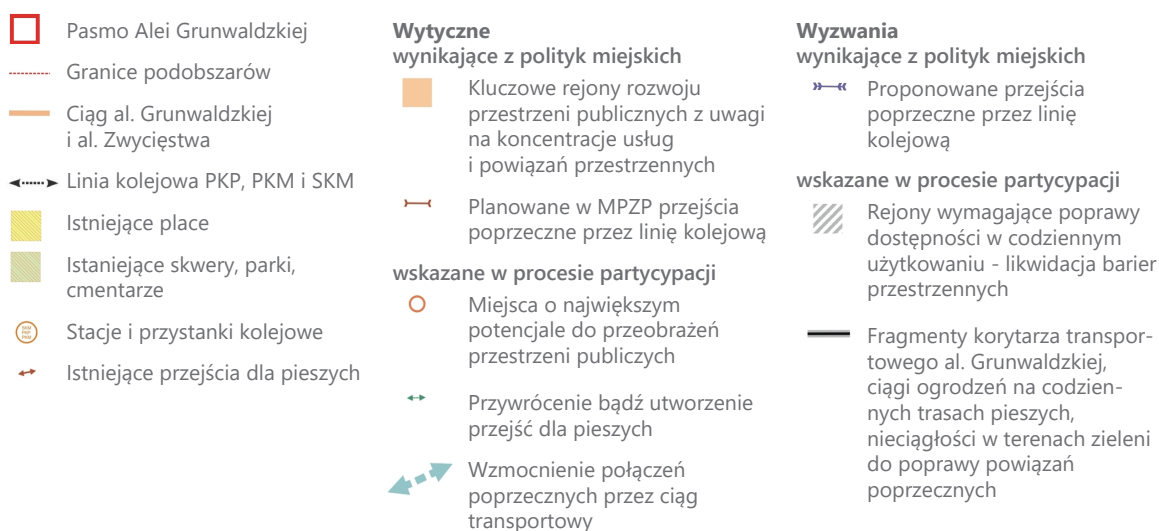 Pasmo Alei Grunwaldzkiej
Granice podobszarów
Ciąg al. Grunwaldzkiej
i al. Zwycięstwa
Linia kolejowa PKP, PKM i SKM
Istniejące place
Istaniejące skwery, parki,
cmentarze
SKM
PKP
PKM
Stacje i przystanki kolejowe
Istniejące przejścia dla pieszych
Wytyczne
wynikające z polityk miejskich
Kluczowe rejony rozwoju
przestrzeni publicznych z uwagi
na koncentracje usług
i powiązań przestrzennych
Planowane w MPZP przejścia
poprzeczne przez linię kolejową
wskazane w procesie partycypacji
Miejsca o największym
potencjale do przeobrażeń
przestrzeni publiczych
Przywrócenie bądź utworzenie
przejść dla pieszych
Wzmocnienie połączeń
poprzecznych przez ciąg
transportowy
Wyzwania
wynikające z polityk miejskich
Proponowane przejścia
poprzeczne przez linię
kolejową
wskazane w procesie partycypacji
Rejony wymagające poprawy
dostępności w codziennym
użytkowaniu - likwidacja barier
przestrzennych
Fragmenty korytarza transpor-
towego al. Grunwaldzkiej,
ciągi ogrodzeń na codzien-
nych trasach pieszych,
nieciągłości w terenach zieleni
do poprawy powiązań
poprzecznych